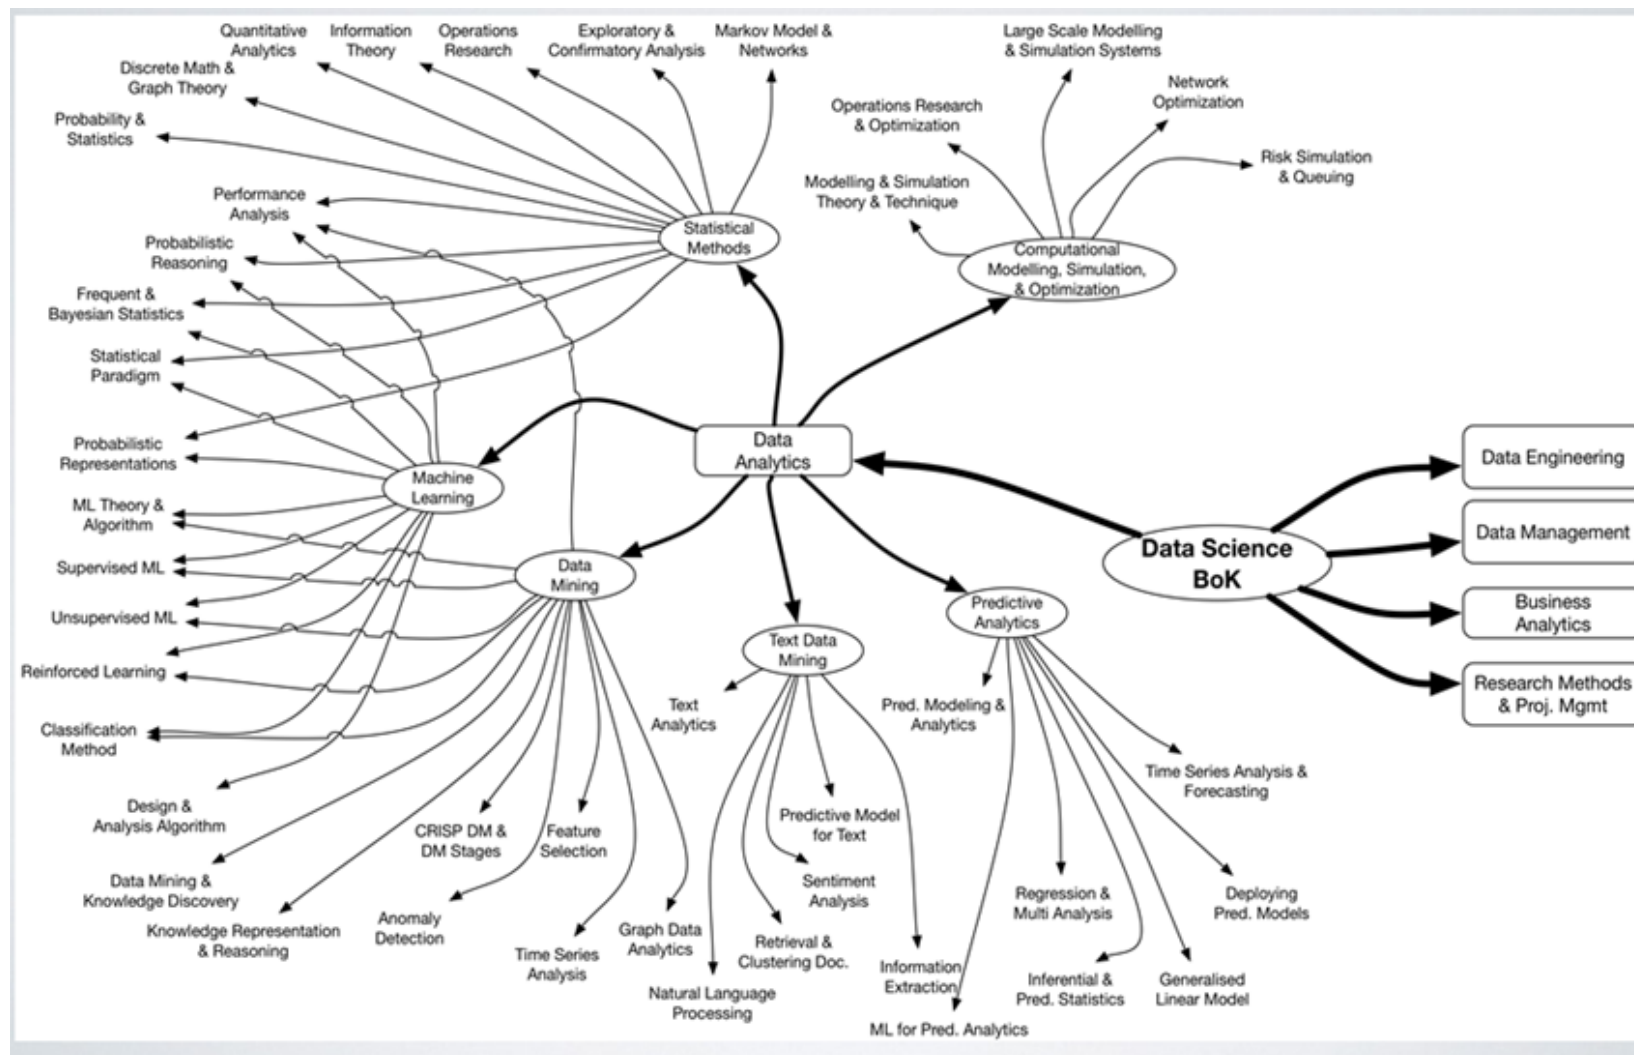 Quantitative
Analytics
Information
Theory
Operations
Research
Exploratory &
Confirmatory Analysis
Markov Model &
Networks
Large Scale Modelling
& Simulation Systems
Discrete Math &
Graph Theory
Network
Optimization
Operations Research
& Optimization
Probability &
Statistics
Risk Simulation
& Queuing
Modelling & Simulation
Theory & Technique
Performance
Analysis
Statistical
Methods
Probabilistic
Reasoning
Computational
Modelling, Simulation,
& Optimization
Frequent &
Bayesian Statistics
Statistical
Paradigm
Probabilistic
Representations
Data
Analytics
Data Engineering
Machine
Learning
ML Theory &
Algorithm
Data Management
Data Science
BoK
Supervised ML
Data
Mining
Business
Analytics
Predictive
Analytics
Unsupervised ML
Text Data
Mining
Reinforced Learning
Research Methods
& Proj. Mgmt
Text
Analytics
Pred. Modeling &
Analytics
Classification
Method
Time Series Analysis &
Forecasting
Design &
Analysis Algorithm
CRISP DM &
DM Stages
Feature
Selection
Predictive Model
for Text
Data Mining &
Knowledge Discovery
Sentiment
Analysis
Regression &
Multi Analysis
Deploying
Pred. Models
Knowledge Representation
& Reasoning
Anomaly
Detection
Time Series
Analysis
Graph Data
Analytics
Retrieval &
Clustering Doc.
Information
Extraction
Inferential &
Pred. Statistics
Generalised
Linear Model
Natural Language
Processing
ML for Pred. Analytics